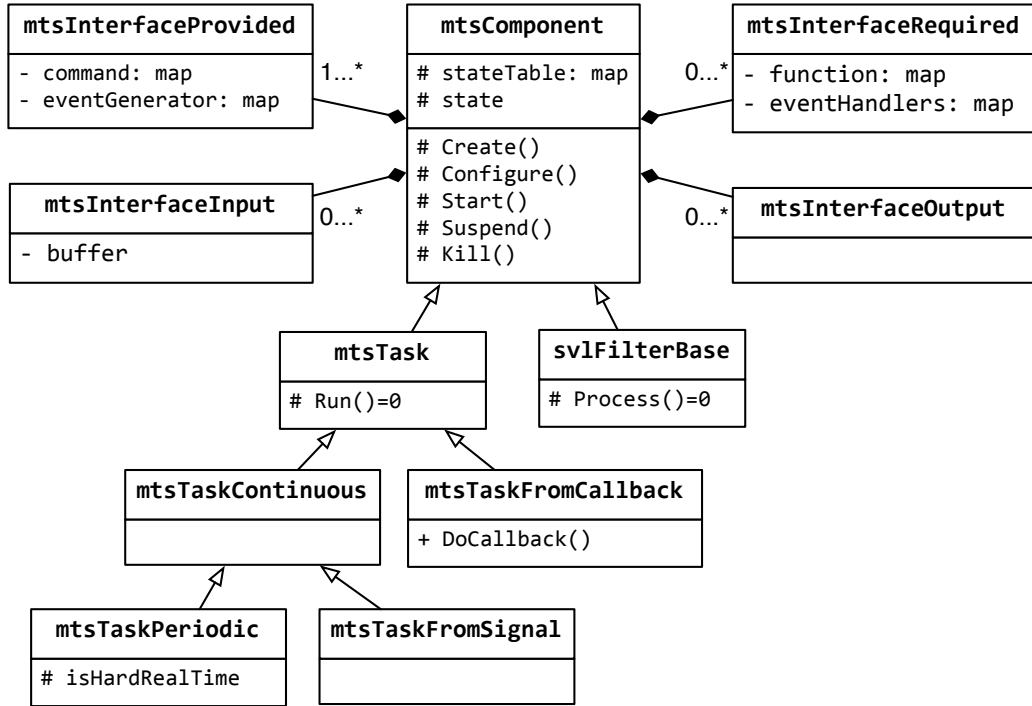 mtsInterfaceProvided
- command: map
- eventGenerator: map
1...*
mtsComponent
# stateTable: map
# state
# Create()
# Configure()
# Start()
# Suspend()
# Kill()
0...*
mtsInterfaceRequired
- function: map
- eventHandlers: map
mtsInterfaceInput
- buffer
0...*
0...*
mtsInterfaceOutput
mtsTask
# Run()=0
svlFilterBase
# Process()=0
mtsTaskContinuous
mtsTaskFromCallback
+ DoCallback()
mtsTaskPeriodic
# isHardRealTime
mtsTaskFromSignal